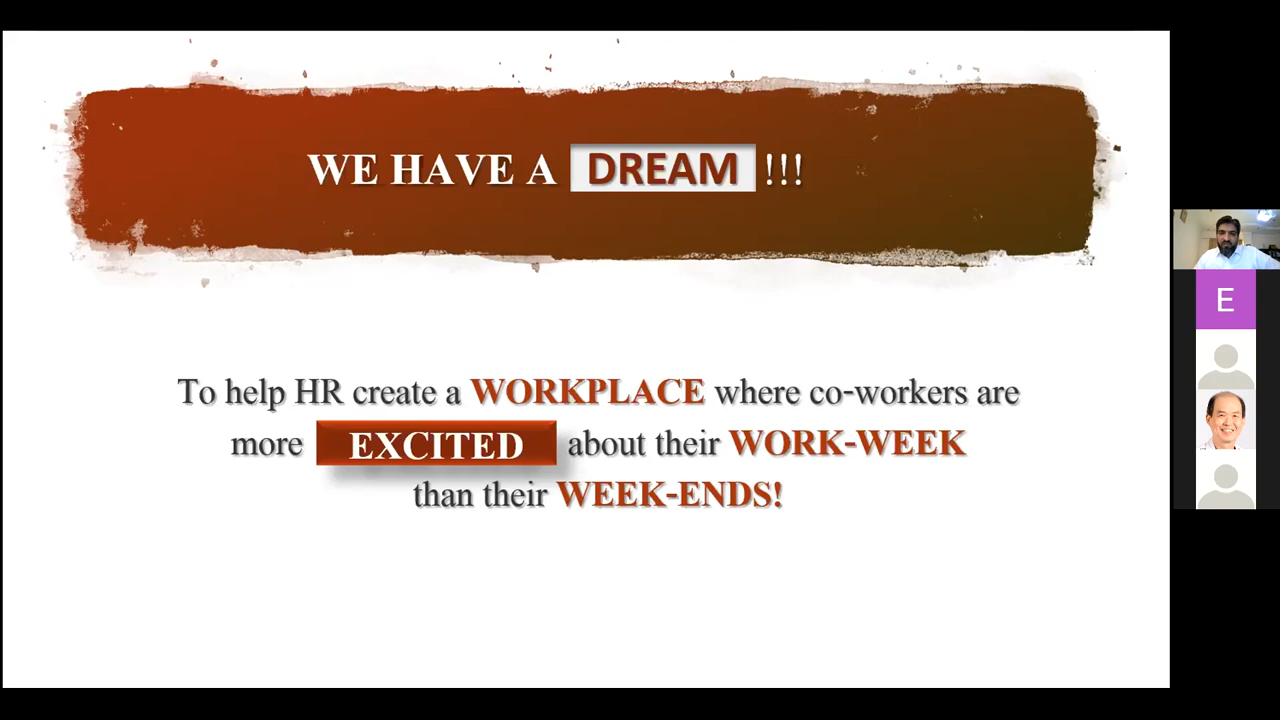 WE HAVE A DREAM !!!
To help HR create a WORKPLACE where co-workers are
more EXCITED about their WORK-WEEK
than their WEEK-ENDS!
E